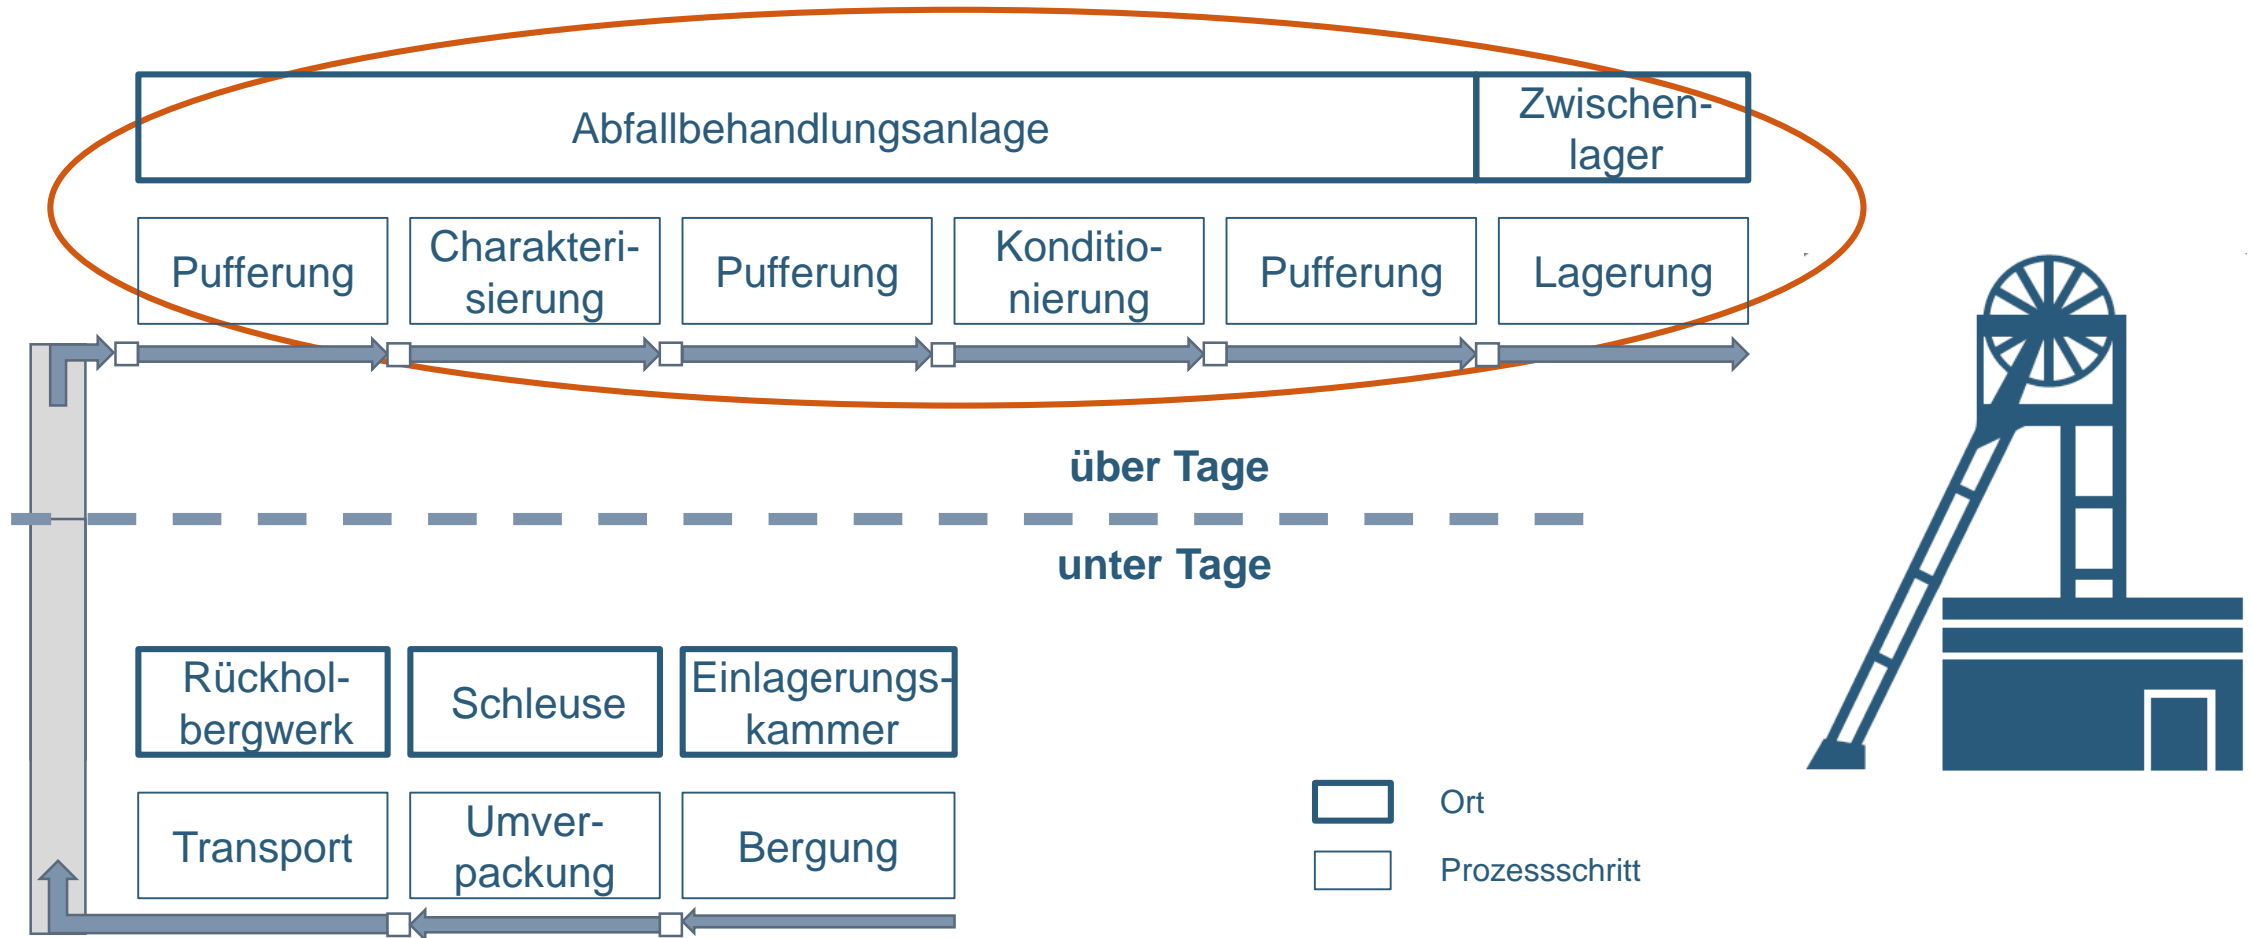 Abfallbehandlungsanlage
Zwischen-
lager
Pufferung
Charakteri-
sierung
Pufferung
Konditio-
nierung
Pufferung
Lagerung
über Tage
unter Tage
Rückhol-
bergwerk
Schleuse
Einlagerungs-
kammer
Transport
Umver-
packung
Bergung
Ort
Prozessschritt